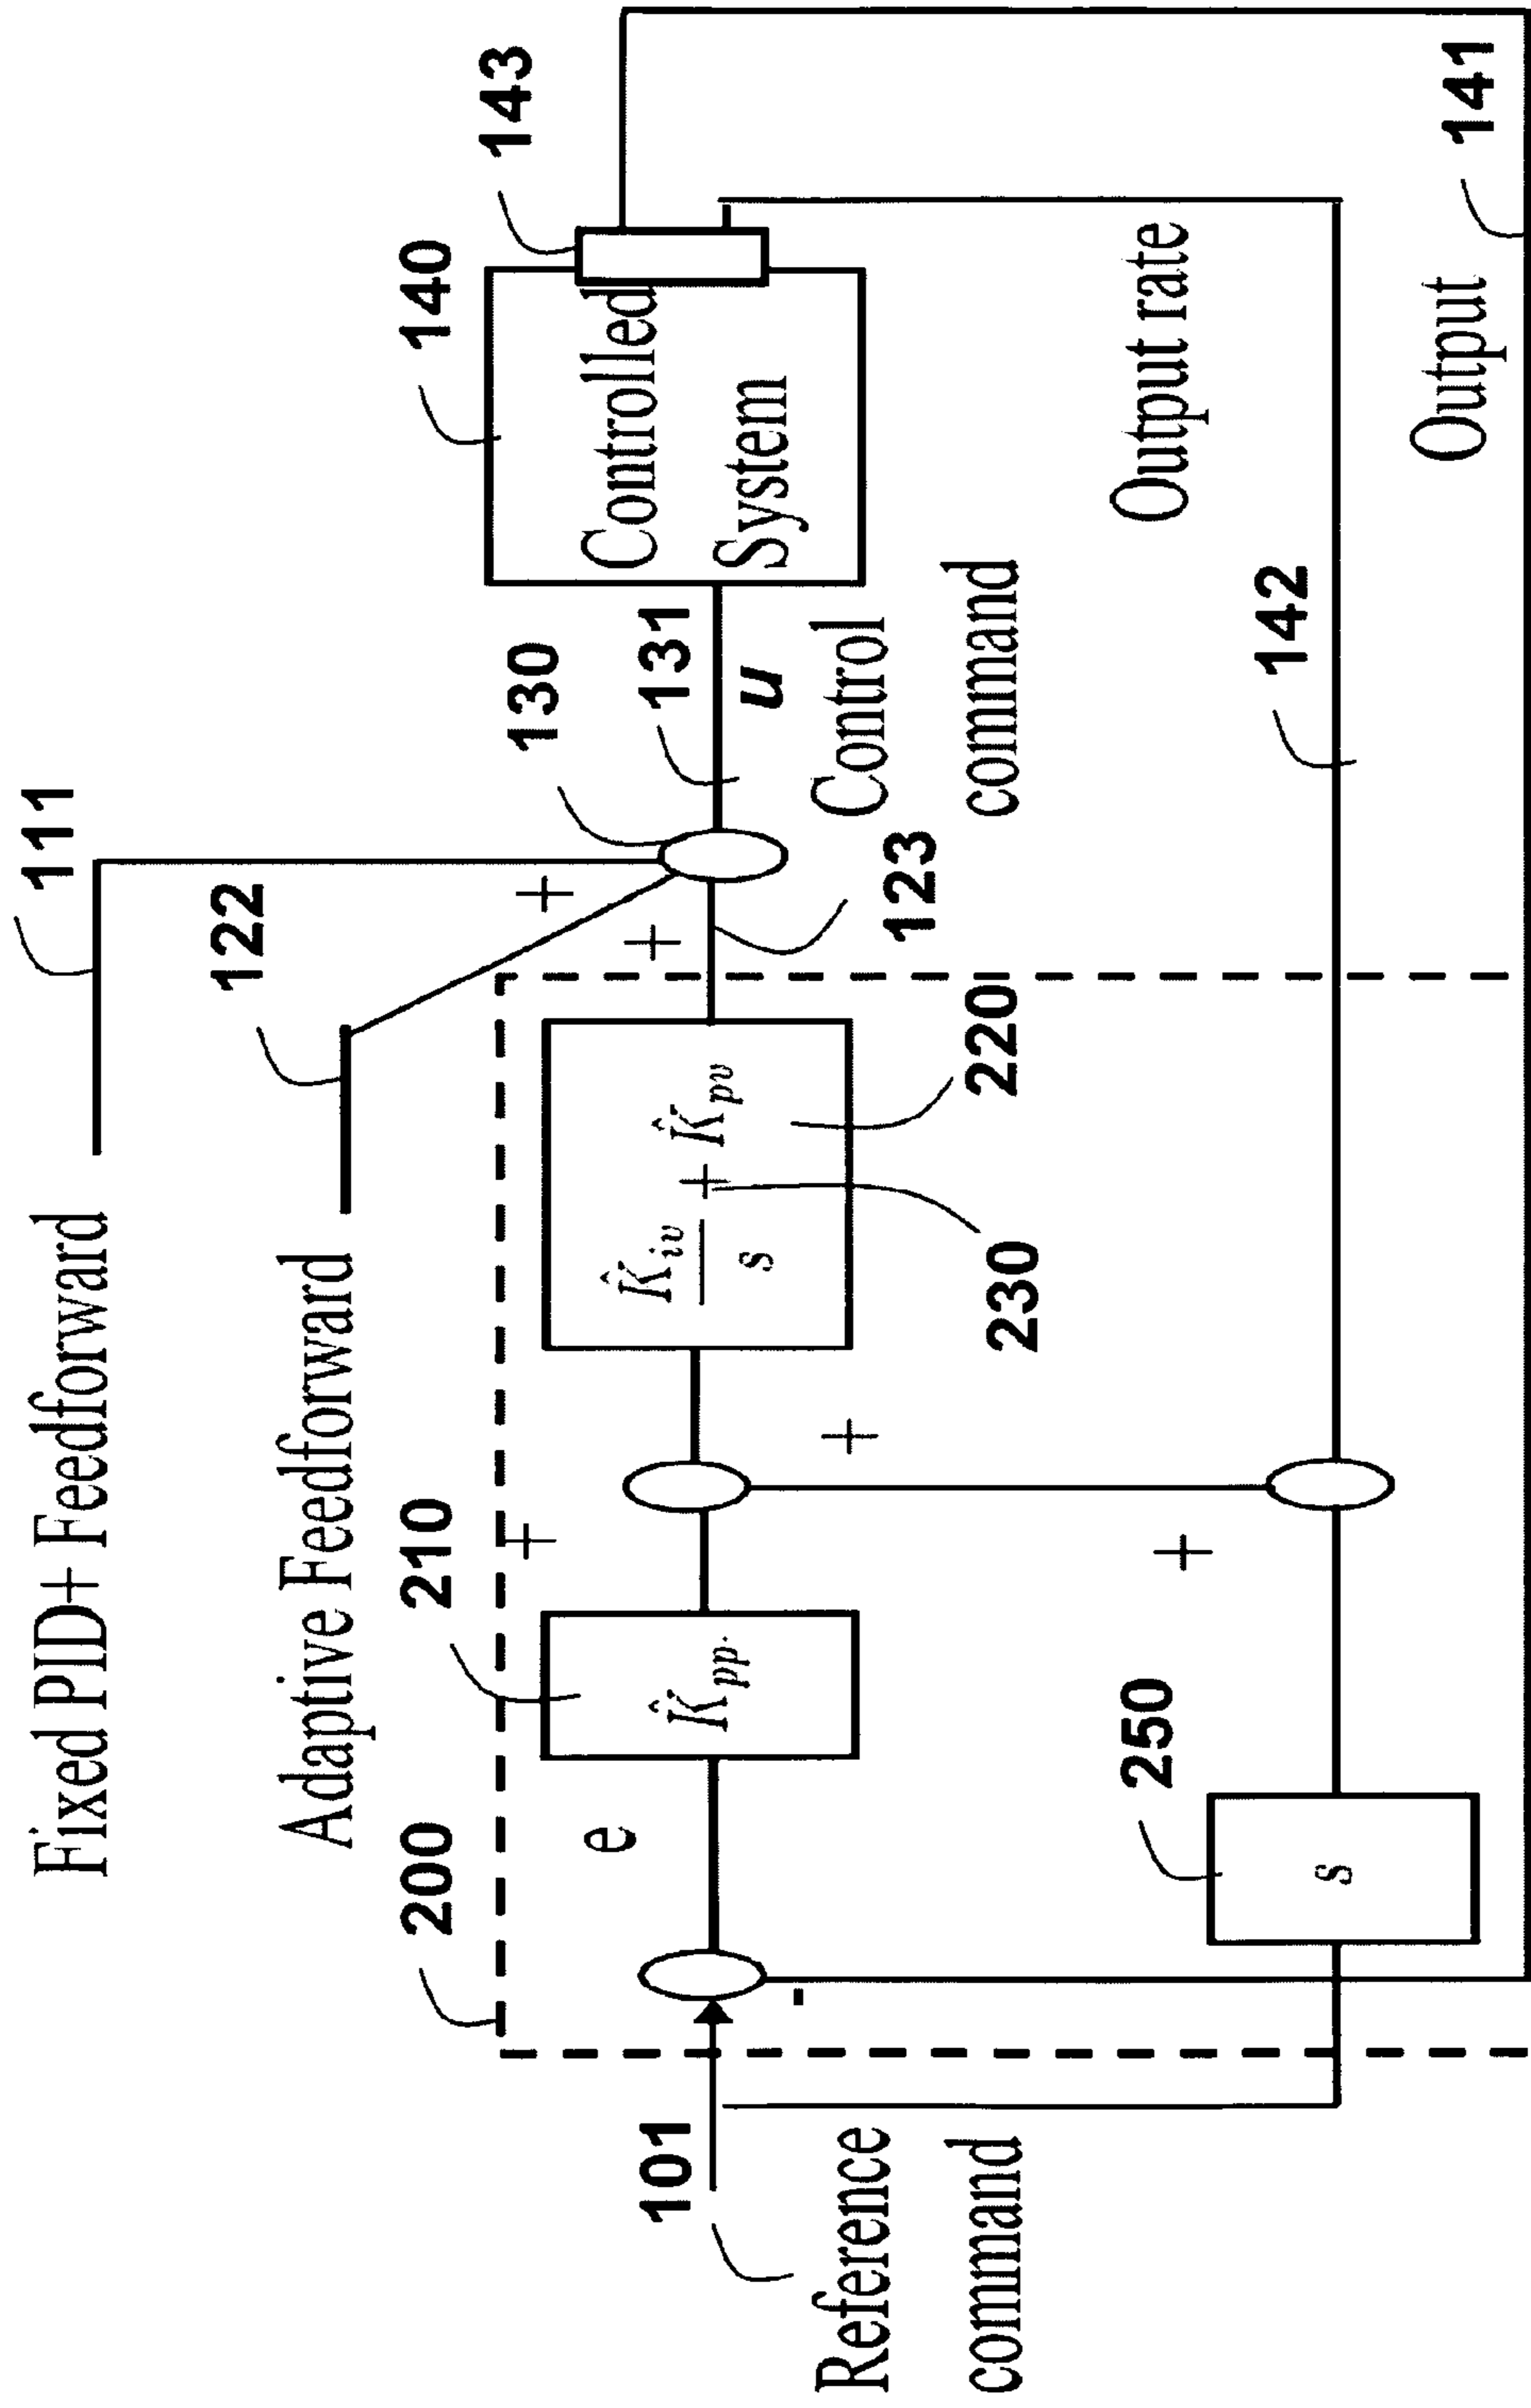 Fixed PID+ Feedforward
111
Adaptive Feedforward
122
200
210
130
140
143
101
Reference
command
e
-
K̂pp
+
+
K̂iv
s
+ K̂pv
+
+
123
220
230
131
u
Control
command
Controlled
System
250
s
+
142
Output rate
Output
141